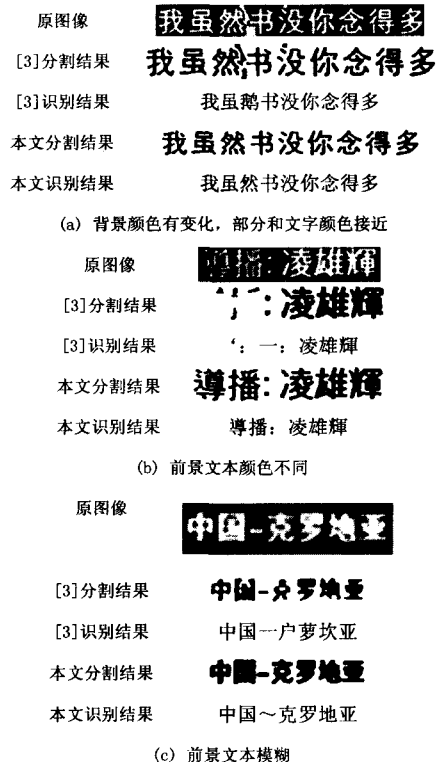 原图像 我虽然书没你念得多
[3]分割结果 我虽然书没你念得多
[3]识别结果 我虽鹅书没你念得多
本文分割结果 我虽然书没你念得多
本文识别结果 我虽然书没你念得多
(a) 背景颜色有变化，部分和文字颜色接近
原图像 導播: 凌雄輝
[3]分割结果 : 凌雄輝
[3]识别结果 ‘: 一: 凌雄輝
本文分割结果 導播: 凌雄輝
本文识别结果 導播: 凌雄輝
(b) 前景文本颜色不同
原图像 中国-克罗地亚
[3]分割结果 中国-克罗地亚
[3]识别结果 中国一户萝坎亚
本文分割结果 中国-克罗地亚
本文识别结果 中国～克罗地亚
(c) 前景文本模糊